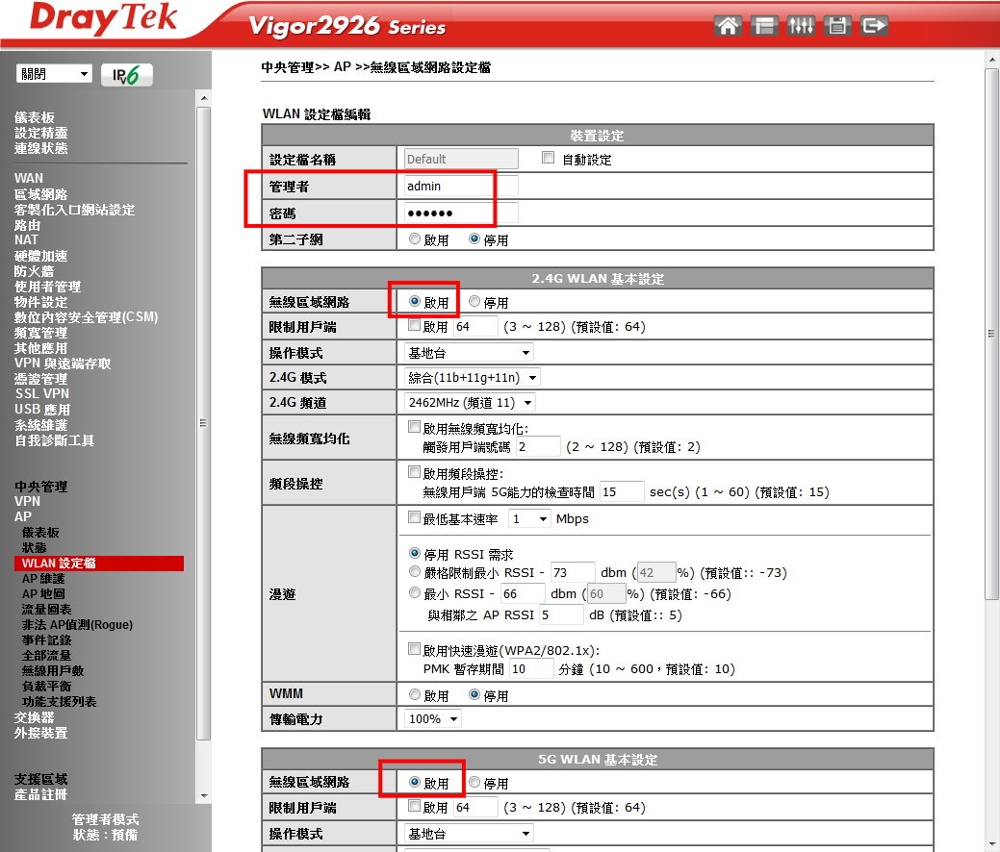 DrayTek
Vigor2926 Series
關閉
IPv6
儀表板
設定精靈
連線狀態
WAN
區域網路
客製化入口網站設定
路由
NAT
硬體加速
防火牆
使用者管理
物件設定
數位內容安全管理(CSM)
頻寬管理
其他應用
VPN 與遠端存取
憑證管理
SSL VPN
USB 應用
系統維護
自我診斷工具
中央管理
VPN
AP
儀表板
狀態
WLAN 設定檔
AP 維護
AP 地圖
流量圖表
非法 AP偵測(Rogue)
事件記錄
全部流量
無線用戶數
負載平衡
功能支援列表
交換器
外接裝置
支援區域
產品註冊
管理者模式
狀態：預備
中央管理>> AP >>無線區域網路設定檔
WLAN 設定檔編輯
裝置設定
設定檔名稱 Default 自動設定
管理者 admin
密碼 ●●●●●●
第二子網 啟用 停用
2.4G WLAN 基本設定
無線區域網路 啟用 停用
限制用戶端 啟用 64 (3 ~ 128) (預設值: 64)
操作模式 基地台
2.4G 模式 綜合(11b+11g+11n)
2.4G 頻道 2462MHz (頻道 11)
無線頻寬均化 啟用無線頻寬均化:
觸發用戶端號碼 2 (2 ~ 128) (預設值: 2)
頻段操控 啟用頻段操控:
無線用戶端 5G能力的檢查時間 15 sec(s) (1 ~ 60) (預設值: 15)
漫遊 最低基本速率 1 Mbps
停用 RSSI 需求
嚴格限制最小 RSSI - 73 dbm (42 %) (預設值:: -73)
最小 RSSI - 66 dbm (60 %) (預設值: -66)
與相鄰之 AP RSSI 5 dB (預設值:: 5)
啟用快速漫遊(WPA2/802.1x):
PMK 暫存期間 10 分鐘 (10 ~ 600，預設值: 10)
WMM 啟用 停用
傳輸電力 100%
5G WLAN 基本設定
無線區域網路 啟用 停用
限制用戶端 啟用 64 (3 ~ 128) (預設值: 64)
操作模式 基地台